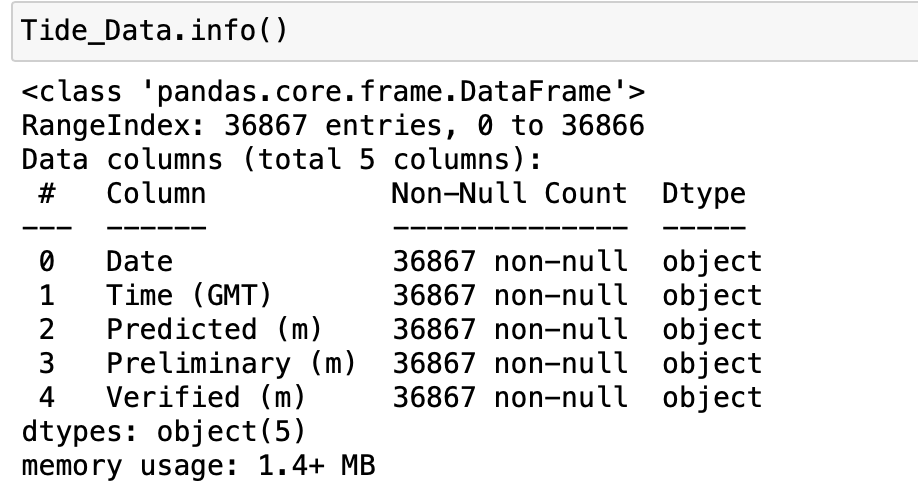 Tide_Data.info()
<class 'pandas.core.frame.DataFrame'>
RangeIndex: 36867 entries, 0 to 36866
Data columns (total 5 columns):
 #   Column           Non-Null Count  Dtype
---  ------           --------------  -----
 0   Date             36867 non-null  object
 1   Time (GMT)       36867 non-null  object
 2   Predicted (m)    36867 non-null  object
 3   Preliminary (m)  36867 non-null  object
 4   Verified (m)     36867 non-null  object
dtypes: object(5)
memory usage: 1.4+ MB